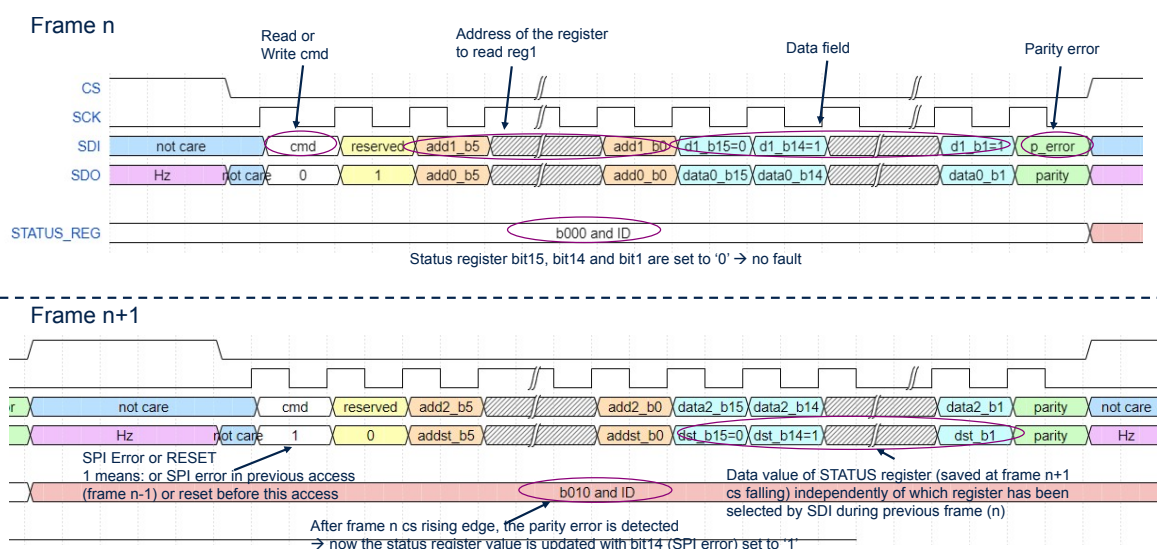 Frame n
Read or
Write cmd
Address of the register
to read reg1
Data field
Parity error
CS
SCK
SDI not care cmd reserved add1_b5 add1_b0 d1_b15=0 d1_b14=1 d1_b1=1 p_error
SDO Hz not care 0 1 add0_b5 add0_b0 data0_b15 data0_b14 data0_b1 parity
STATUS_REG b000 and ID
Status register bit15, bit14 and bit1 are set to ‘0’ → no fault
Frame n+1
not care cmd reserved add2_b5 add2_b0 data2_b15 data2_b14 data2_b1 parity not care
Hz not care 1 0 addst_b5 addst_b0 dst_b15=0 dst_b14=1 dst_b1 parity Hz
SPI Error or RESET
1 means: or SPI error in previous access
(frame n-1) or reset before this access
Data value of STATUS register (saved at frame n+1
cs falling) independently of which register has been
selected by SDI during previous frame (n)
b010 and ID
After frame n cs rising edge, the parity error is detected
→ now the status register value is updated with bit14 (SPI error) set to ‘1’